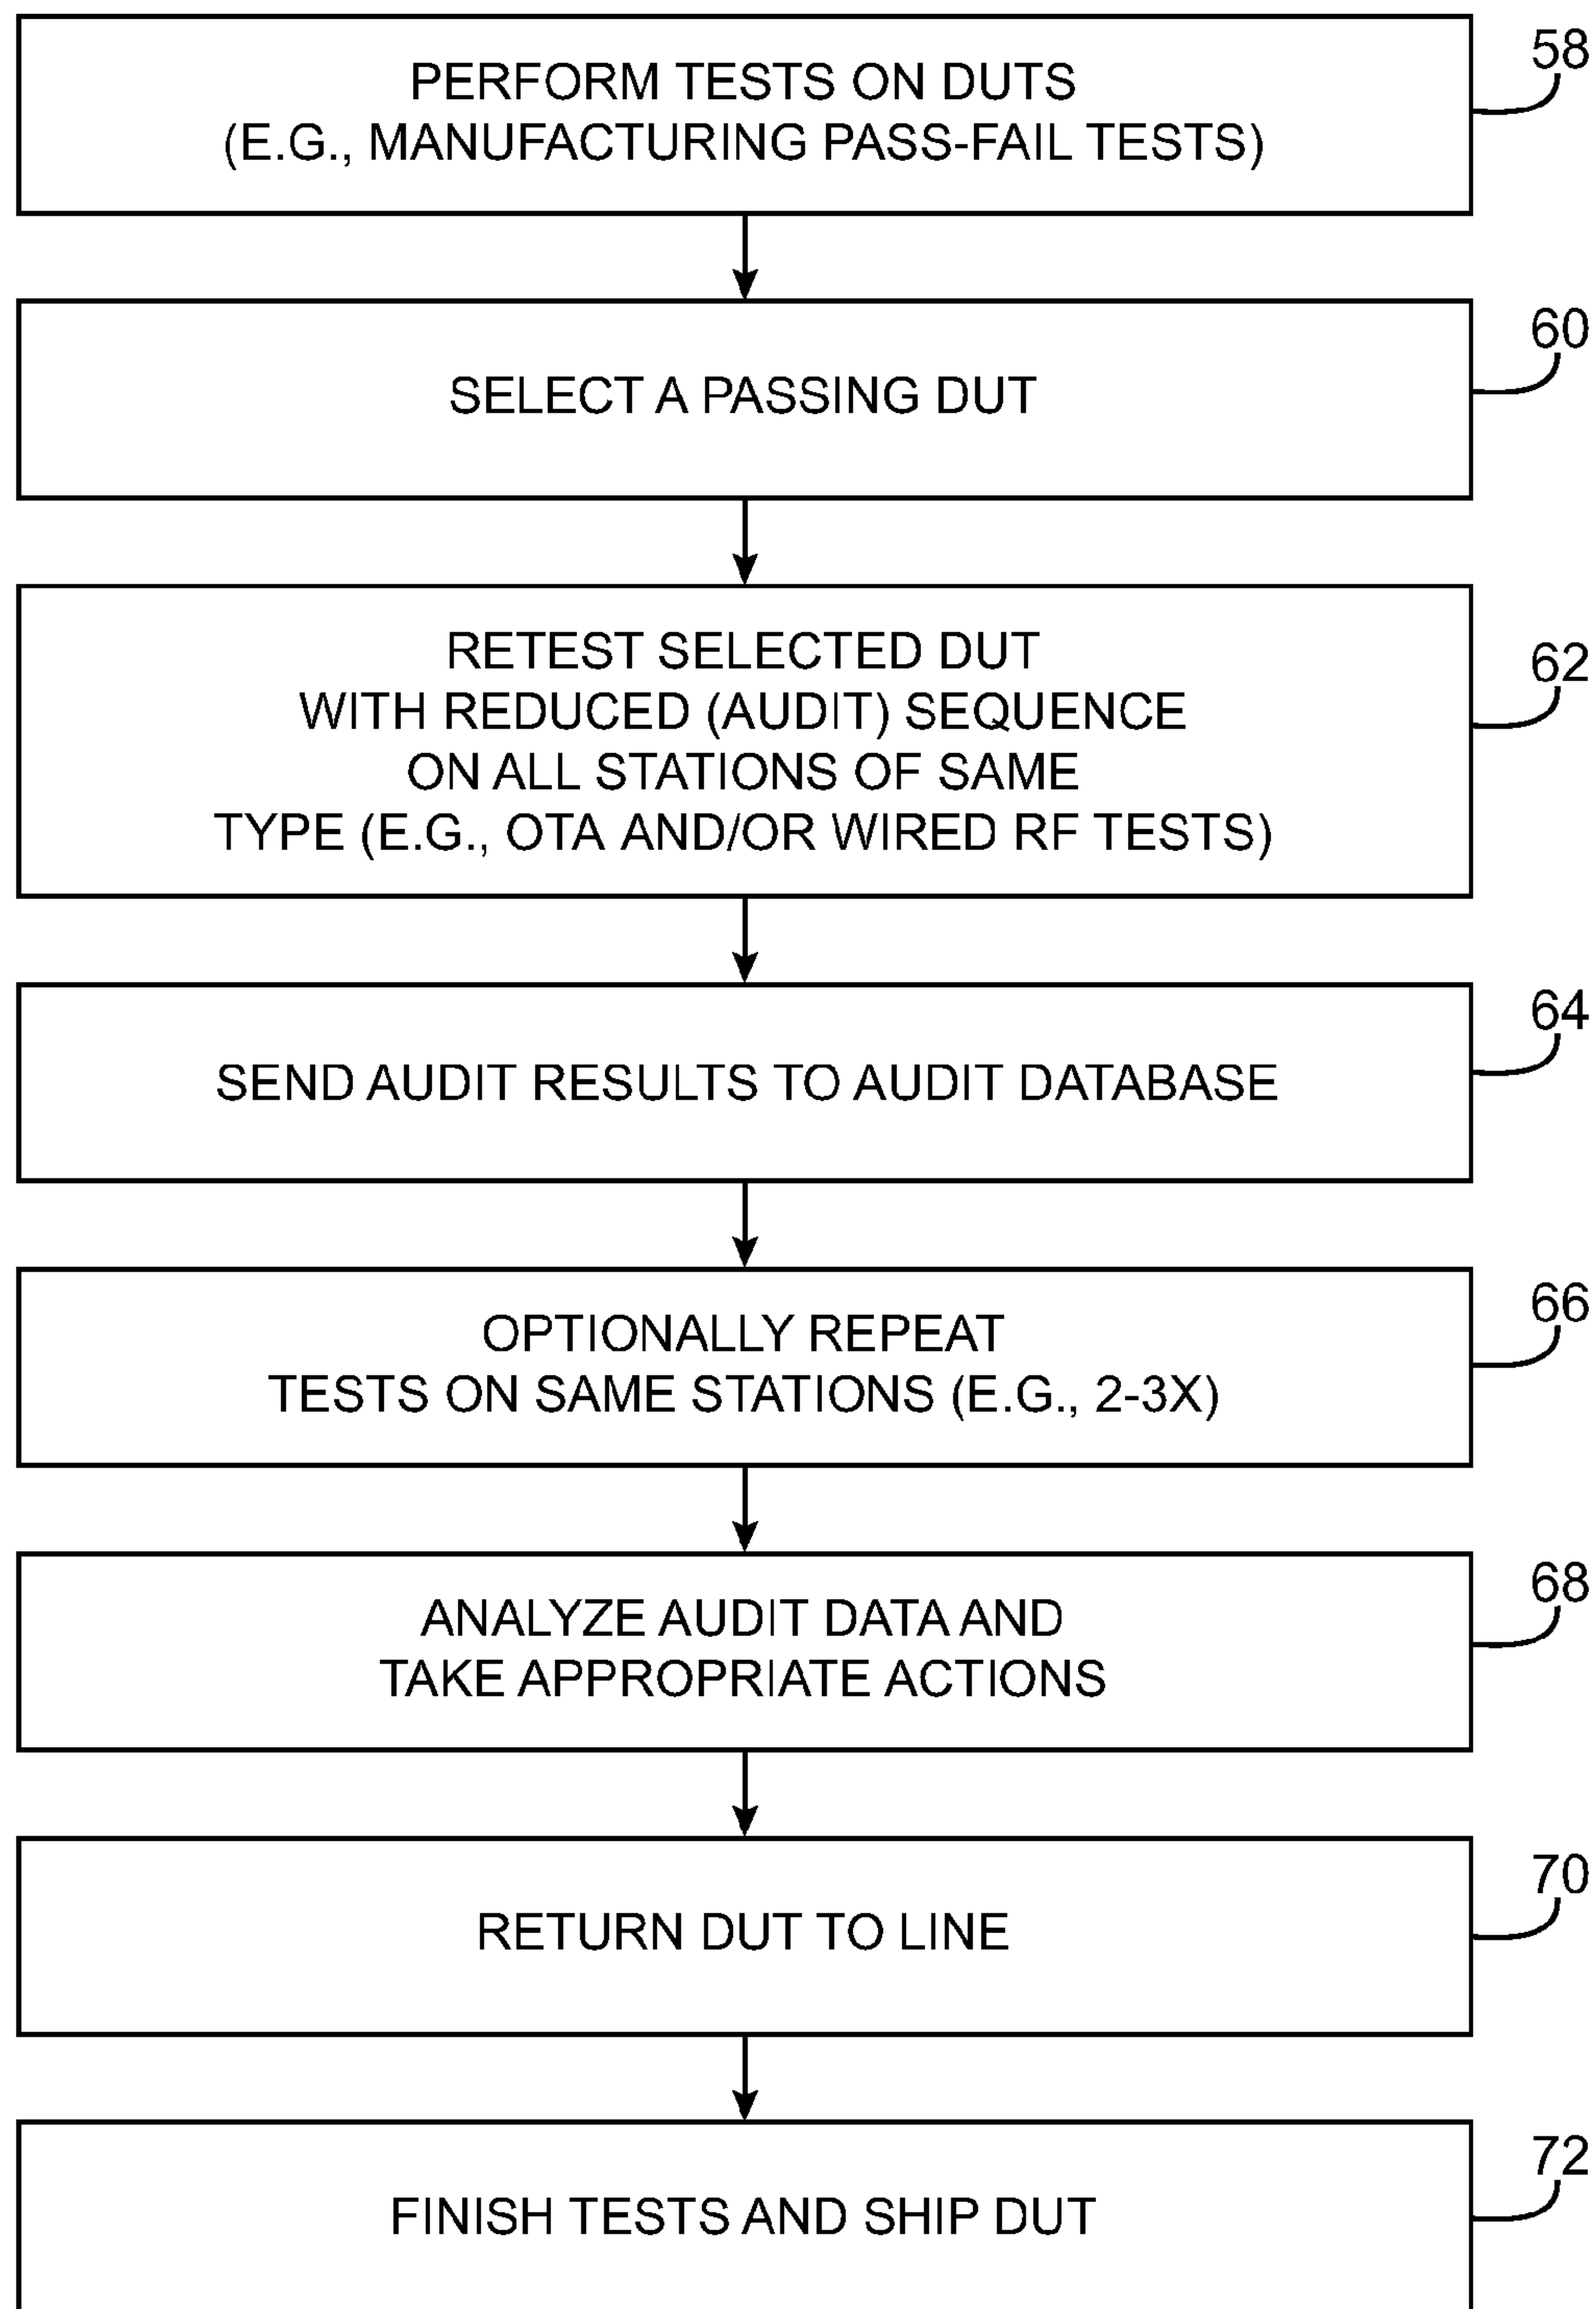 58
PERFORM TESTS ON DUTS
(E.G., MANUFACTURING PASS-FAIL TESTS)
60
SELECT A PASSING DUT
RETEST SELECTED DUT
62
WITH REDUCED (AUDIT) SEQUENCE
ON ALL STATIONS OF SAME
TYPE (E.G., OTA AND/OR WIRED RF TESTS)
64
SEND AUDIT RESULTS TO AUDIT DATABASE
66
OPTIONALLY REPEAT
TESTS ON SAME STATIONS (E.G., 2-3X)
68
ANALYZE AUDIT DATA AND
TAKE APPROPRIATE ACTIONS
70
RETURN DUT TO LINE
72
FINISH TESTS AND SHIP DUT